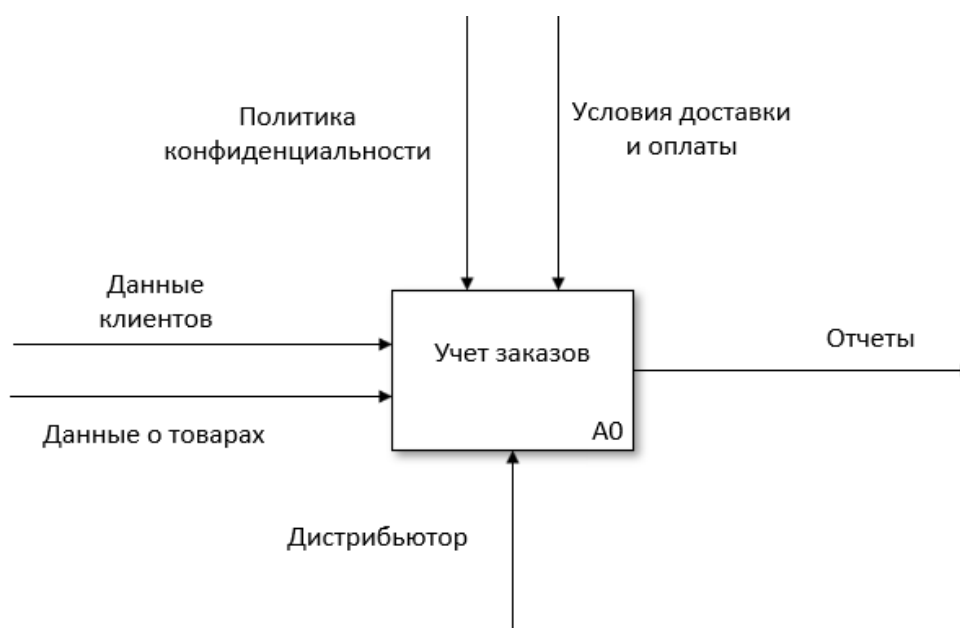 Политика
конфиденциальности
Условия доставки
и оплаты
Данные
клиентов
Учет заказов
Отчеты
A0
Данные о товарах
Дистрибьютор